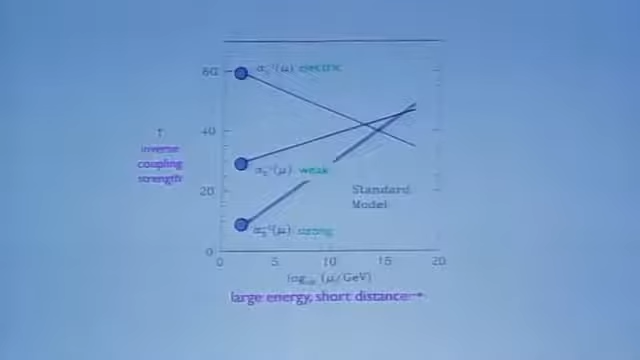 60
α₁⁻¹(μ) electric
40
↑
inverse
coupling
strength
α₂⁻¹(μ) weak
20
Standard
Model
α₃⁻¹(μ) strong
0
0 5 10 15 20
log₁₀ (μ/GeV)
large energy, short distance→